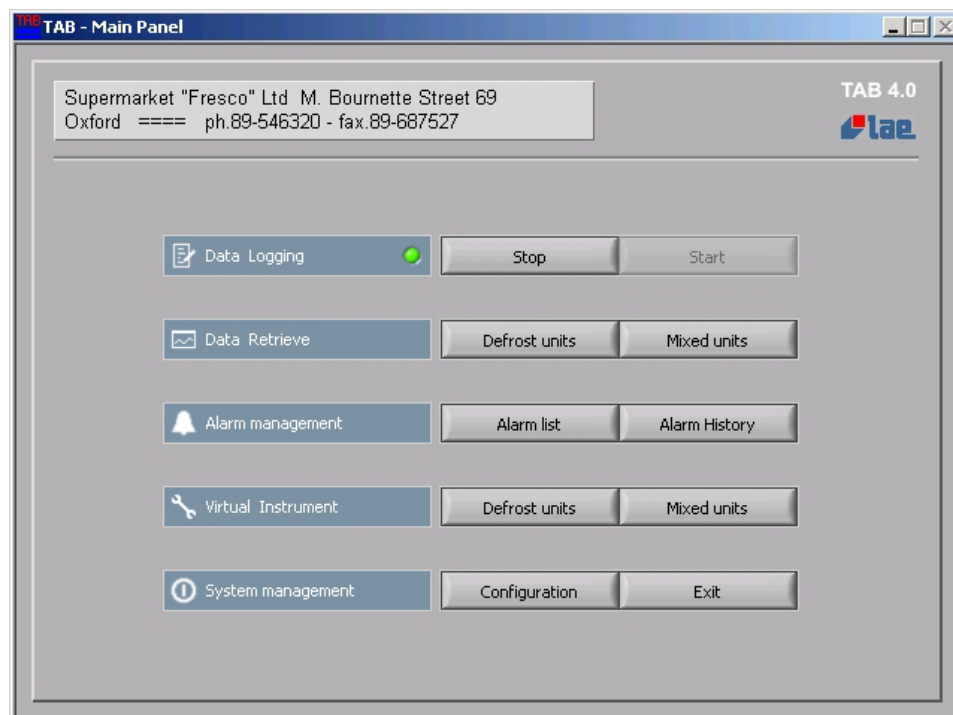 TAB TAB - Main Panel
Supermarket "Fresco" Ltd M. Bournette Street 69
Oxford ==== ph.89-546320 - fax.89-687527
TAB 4.0
lae
Data Logging Stop Start
Data Retrieve Defrost units Mixed units
Alarm management Alarm list Alarm History
Virtual Instrument Defrost units Mixed units
System management Configuration Exit